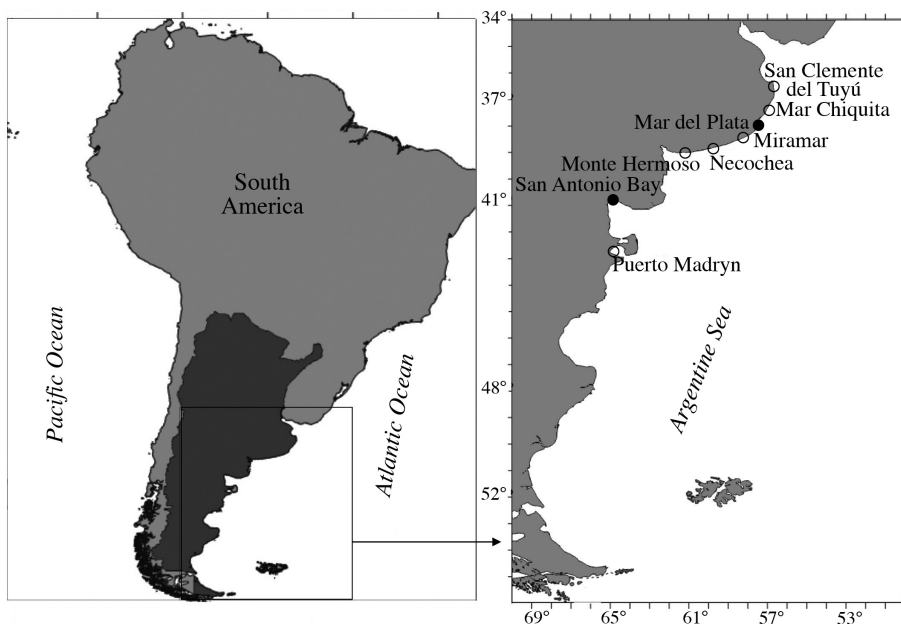 South
America
Pacific Ocean
Atlantic Ocean
34°
37°
41°
48°
52°
San Clemente
del Tuyú
Mar Chiquita
Mar del Plata
Miramar
Monte Hermoso
Necochea
San Antonio Bay
Puerto Madryn
Argentine Sea
69°
65°
61°
57°
53°